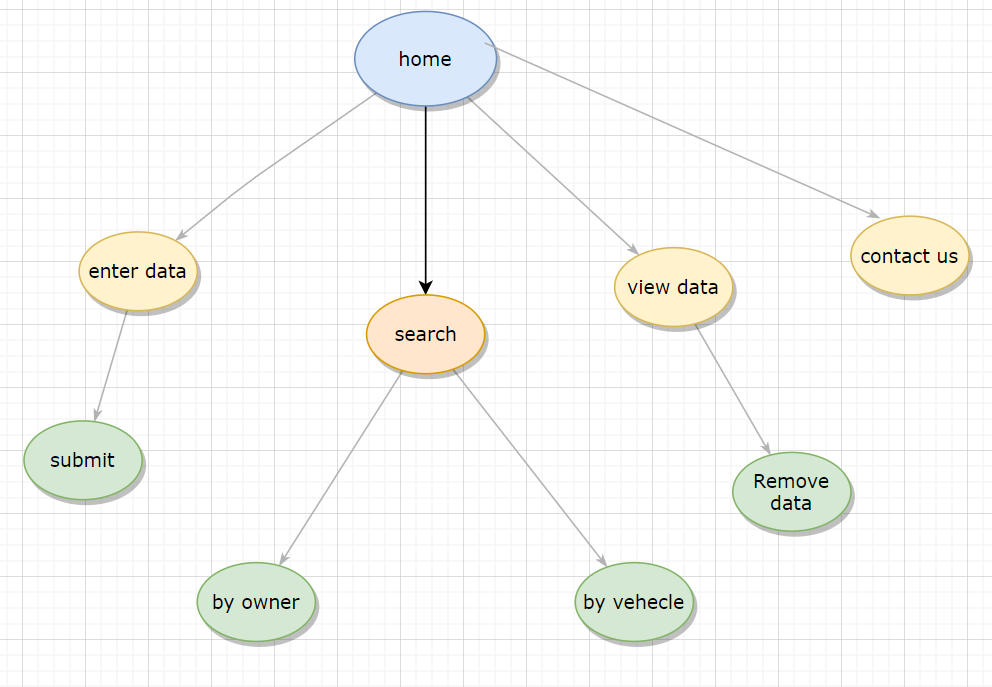 home
enter data
search
view data
contact us
submit
by owner
by vehecle
Remove
data